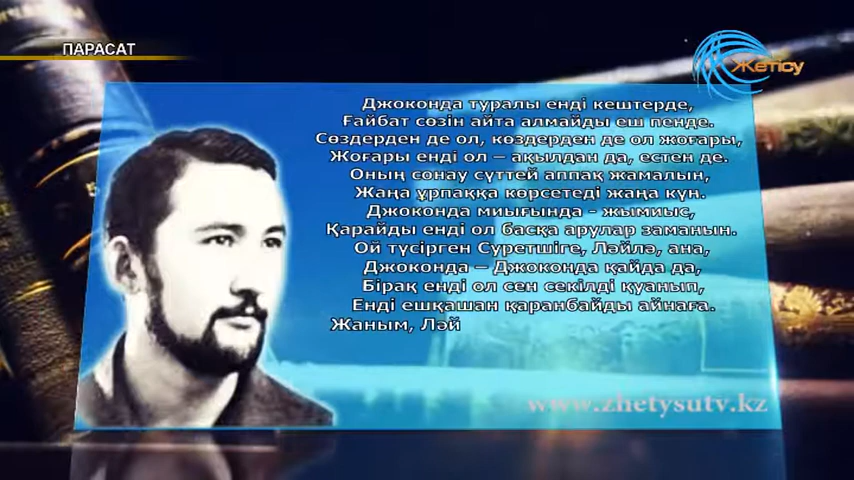 ПАРАСАТ
Жетісу
Джоконда туралы енді кештерде,
Ғайбат сөзін айта алмайды еш пенде.
Сөздерден де ол, көздерден де ол жоғары,
Жоғары енді ол – ақылдан да, естен де.
Оның сонау сүттей аппақ жамалын,
Жаңа ұрпаққа көрсетеді жаңа күн.
Джоконда миығында - жымиыс,
Қарайды енді ол басқа арулар заманын.
Ой түсірген Суретшіге, Ләйлә, ана,
Джоконда – Джоконда қайда да,
Бірақ енді ол сен секілді қуанып,
Енді ешқашан қаранбайды айнаға.
Жаным, Ләй
www.zhetysutv.kz